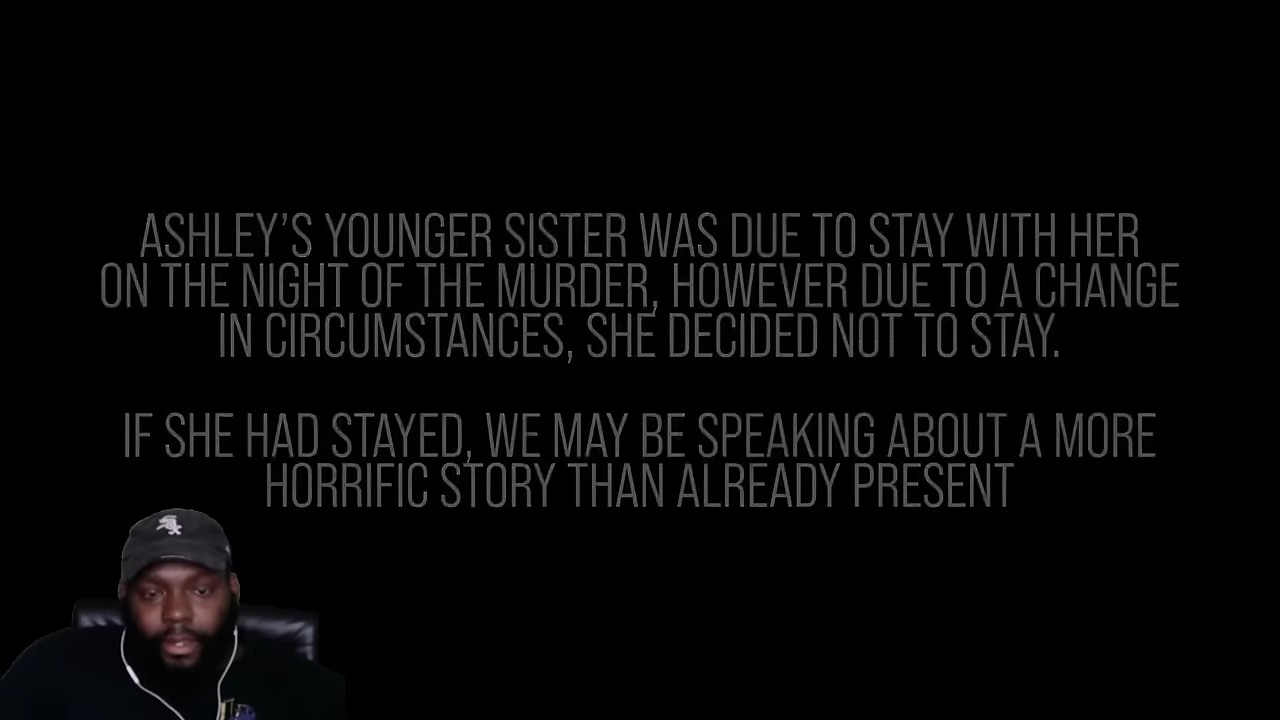 ASHLEY'S YOUNGER SISTER WAS DUE TO STAY WITH HER
ON THE NIGHT OF THE MURDER, HOWEVER DUE TO A CHANGE
IN CIRCUMSTANCES, SHE DECIDED NOT TO STAY.
IF SHE HAD STAYED, WE MAY BE SPEAKING ABOUT A MORE
HORRIFIC STORY THAN ALREADY PRESENT
SOX